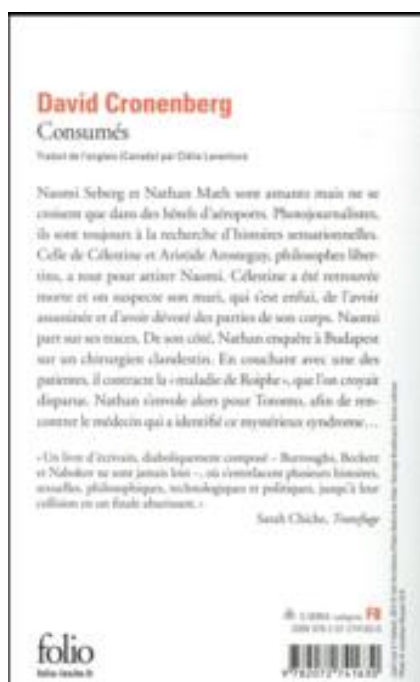 David Cronenberg
Consumés
Traduit de l'anglais (Canada) par Clélia Laventure
Naomi Seberg et Nathan Math sont amants mais ne se
croisent que dans des hôtels d'aéroports. Photojournalistes,
ils sont toujours à la recherche d'histoires sensationnelles.
Celle de Célestine et Aristide Arosteguy, philosophes liber-
tins, a tout pour attirer Naomi. Célestine a été retrouvée
morte et on suspecte son mari, qui s'est enfui, de l'avoir
assassinée et d'avoir dévoré des parties de son corps. Naomi
part sur ses traces. De son côté, Nathan enquête à Budapest
sur un chirurgien clandestin. En couchant avec une des
patientes, il contracte la « maladie de Roiphe », que l'on croyait
disparue. Nathan s'envole alors pour Toronto, afin de ren-
contrer le médecin qui a identifié ce mystérieux syndrome…
« Un livre d'écrivain, diaboliquement composé – Burroughs, Beckett
et Nabokov ne sont jamais loin –, où s'entrelacent plusieurs histoires,
sexuelles, philosophiques, technologiques et politiques, jusqu'à leur
collision en un finale ahurissant. »
Sarah Chiche, Transfuge
catégorie F8
folio
folio-lesite.fr
9 782072 741630